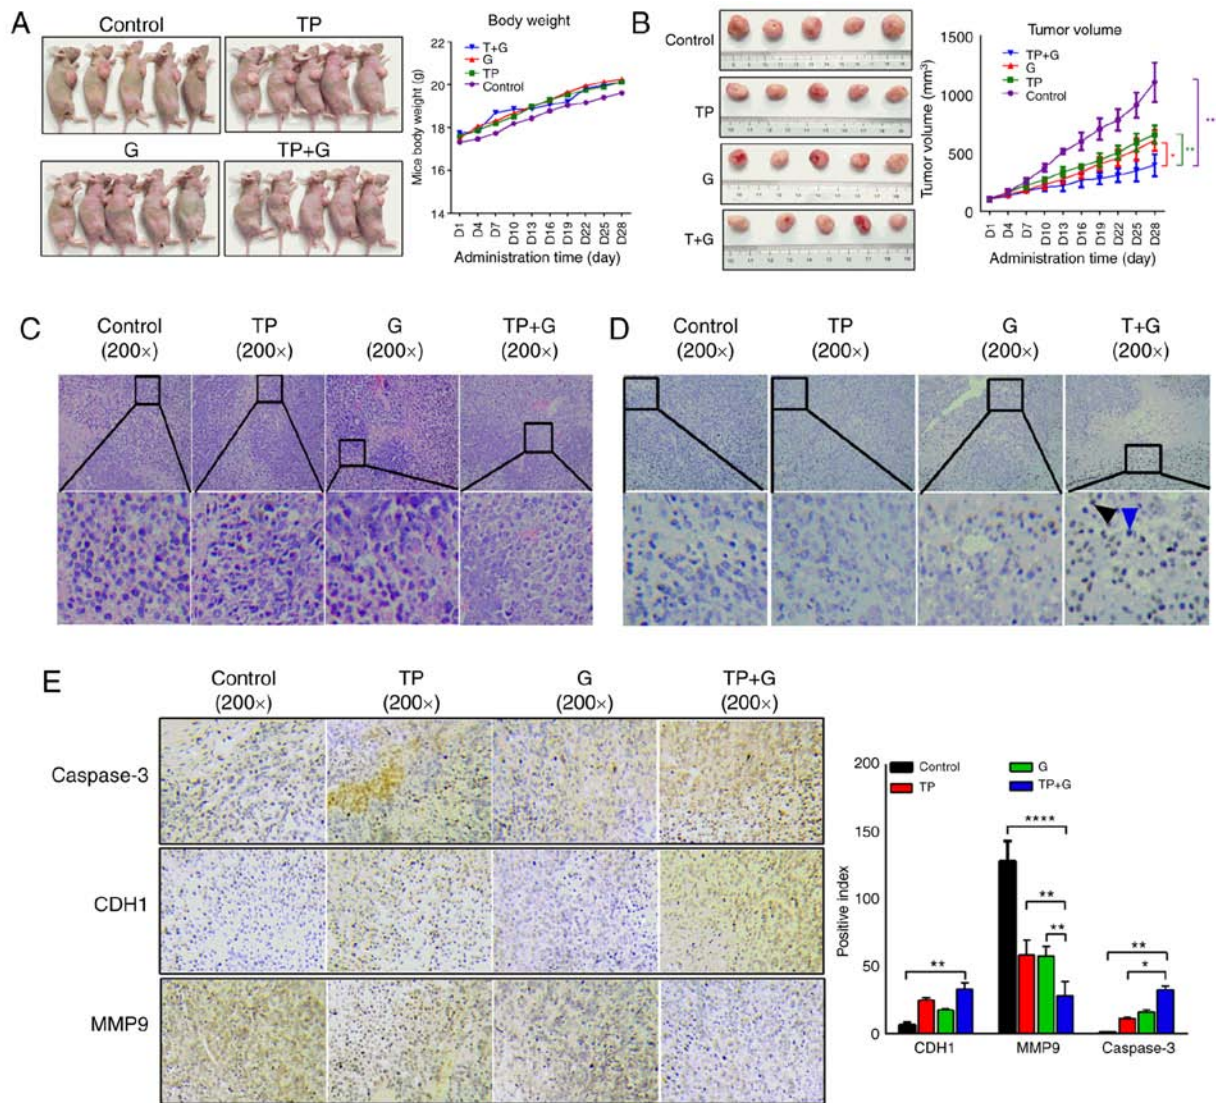 A
Control
TP
G
TP+G
Body weight
22
20
18
16
14
Mice body weight (g)
T+G
G
TP
Control
D1
D4
D7
D10
D13
D16
D19
D22
D25
D28
Administration time (day)
B
Control
TP
G
T+G
Tumor volume
1500
1000
500
0
Tumor volume (mm³)
TP+G
G
TP
Control
*
**
**
D1
D4
D7
D10
D13
D16
D19
D22
D25
D28
Administration time (day)
C
Control
(200×)
TP
(200×)
G
(200×)
TP+G
(200×)
D
Control
(200×)
TP
(200×)
G
(200×)
T+G
(200×)
E
Control
(200×)
TP
(200×)
G
(200×)
TP+G
(200×)
Caspase-3
CDH1
MMP9
200
150
100
50
0
Positive index
Control
TP
G
TP+G
**
****
**
**
**
*
CDH1
MMP9
Caspase-3